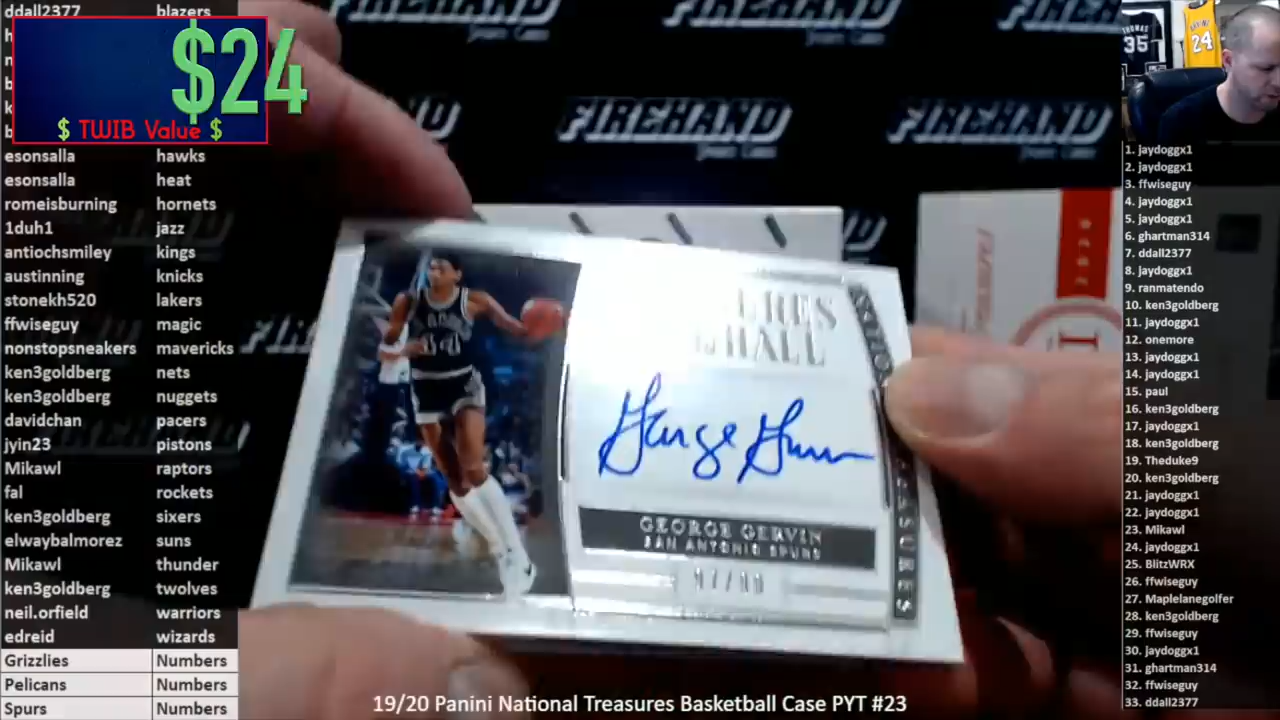 ddall2377 blazers
$24
$ TWIB Value $
esonsalla hawks
esonsalla heat
romeisburning hornets
1duh1 jazz
antiochsmiley kings
austinning knicks
stonekh520 lakers
ffwiseguy magic
nonstopsneakers mavericks
ken3goldberg nets
ken3goldberg nuggets
davidchan pacers
jyin23 pistons
Mikawl raptors
fal rockets
ken3goldberg sixers
elwaybalmorez suns
Mikawl thunder
ken3goldberg twolves
neil.orfield warriors
edreid wizards
Grizzlies Numbers
Pelicans Numbers
Spurs Numbers
FIREHAND
FIREHAND
FIREHAND
HALL
George Gervin
GEORGE GERVIN
SAN ANTONIO SPURS
44
35
24
1. jaydoggx1
2. jaydoggx1
3. ffwiseguy
4. jaydoggx1
5. jaydoggx1
6. ghartman314
7. ddall2377
8. jaydoggx1
9. ranmatendo
10. ken3goldberg
11. jaydoggx1
12. onemore
13. jaydoggx1
14. jaydoggx1
15. paul
16. ken3goldberg
17. jaydoggx1
18. ken3goldberg
19. Theduke9
20. ken3goldberg
21. jaydoggx1
22. jaydoggx1
23. Mikawl
24. jaydoggx1
25. BlitzWRX
26. ffwiseguy
27. Maplelanegolfer
28. ken3goldberg
29. ffwiseguy
30. jaydoggx1
31. ghartman314
32. ffwiseguy
33. ddall2377
19/20 Panini National Treasures Basketball Case PYT #23